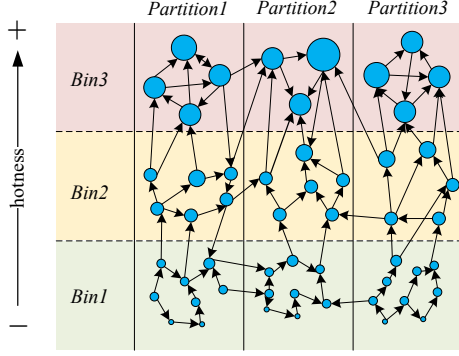 Partition1 Partition2 Partition3
+
Bin3
hotness
Bin2
Bin1
−